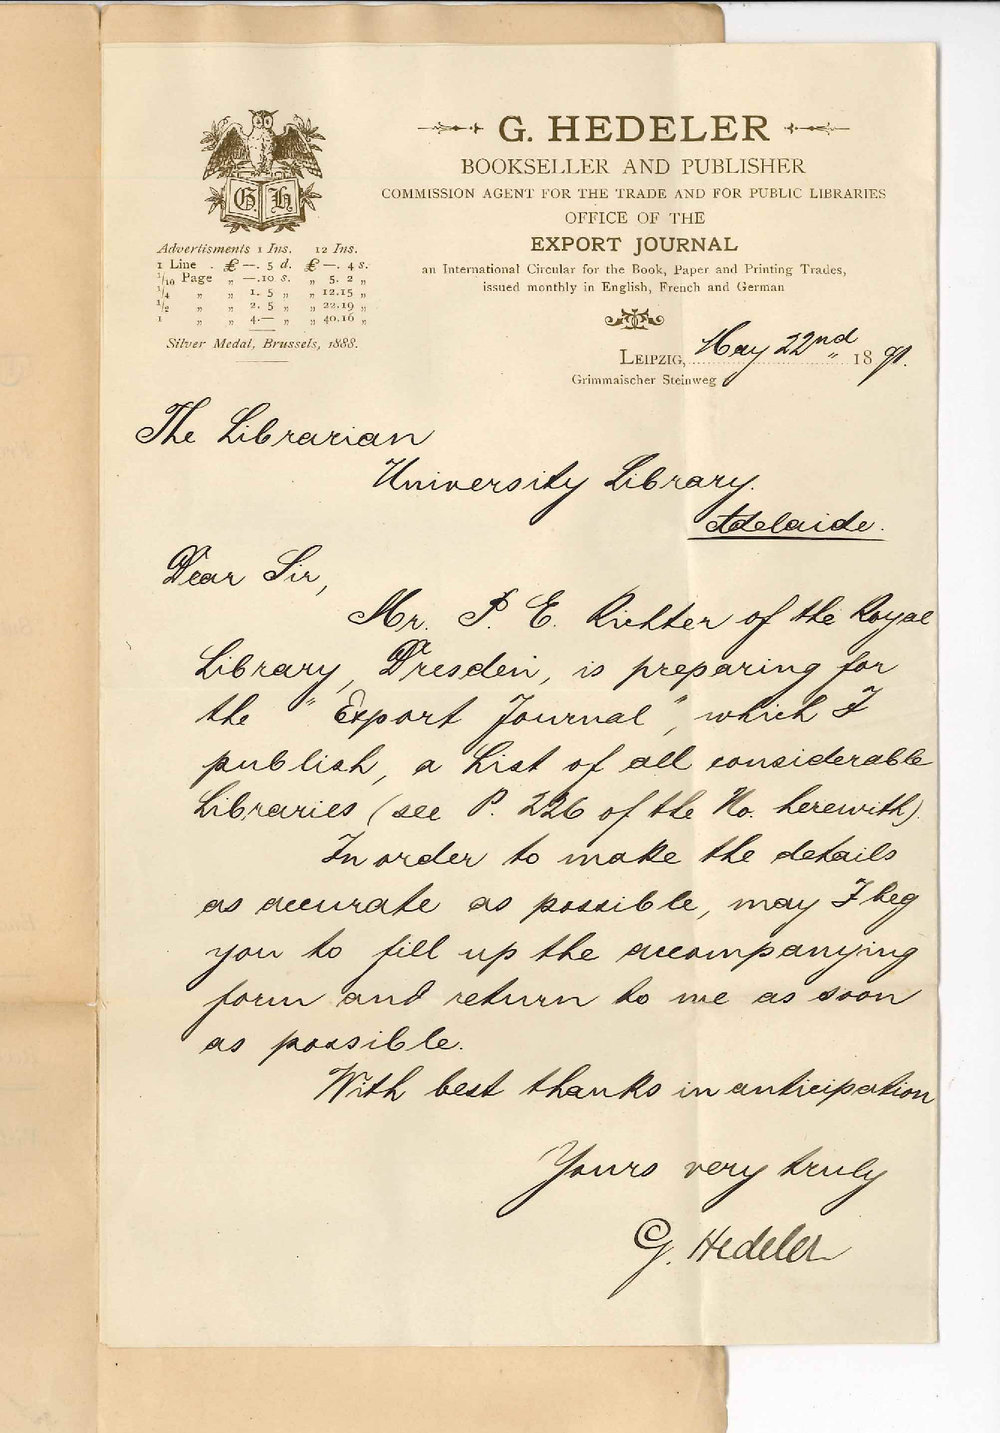 G. HEDELER
BOOKSELLER AND PUBLISHER
COMMISSION AGENT FOR THE TRADE AND FOR PUBLIC LIBRARIES
OFFICE OF THE
EXPORT JOURNAL
an International Circular for the Book, Paper and Printing Trades,
issued monthly in English, French and German
G H
Advertisments 1 Ins. 12 Ins.
1 Line . £ —. 5 d. £ —. 4 s.
1/10 Page „ —.10 s. „ 5. 2 „
1/4 „ „ 1. 5 „ „ 12.15 „
1/2 „ „ 2. 5 „ „ 22.19 „
1 „ „ 4.— „ „ 40.16 „
Silver Medal, Brussels, 1888.
LEIPZIG, May 22nd 1891.
Grimmaischer Steinweg
The Librarian
University Library.
Adelaide.
Dear Sir,
Mr. P. E. Richter of the Royal
Library, Dresden, is preparing for
the "Export Journal", which I
publish, a List of all considerable
Libraries (see P. 226 of the No. herewith).
In order to make the details
as accurate as possible, may I beg
you to fill up the accompanying
form and return to me as soon
as possible.
With best thanks in anticipation
Yours very truly
G. Hedeler